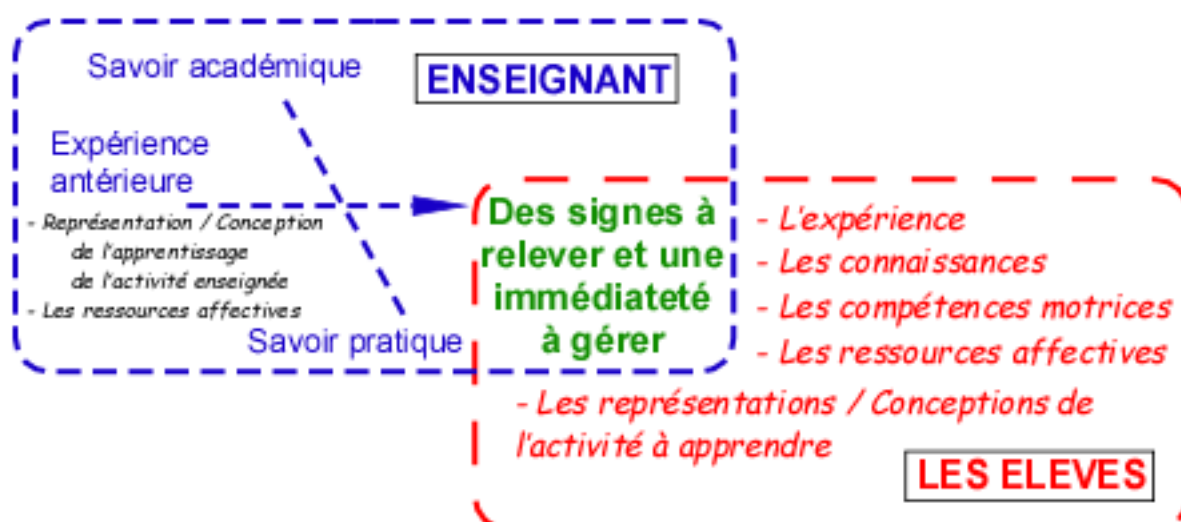 Savoir académique
ENSEIGNANT
Expérience
antérieure
- Représentation / Conception
de l'apprentissage
de l'activité enseignée
- Les ressources affectives
Savoir pratique
Des signes à
relever et une
immédiateté
à gérer
- L'expérience
- Les connaissances
- Les compétences motrices
- Les ressources affectives
- Les représentations / Conceptions de
l'activité à apprendre
LES ELEVES